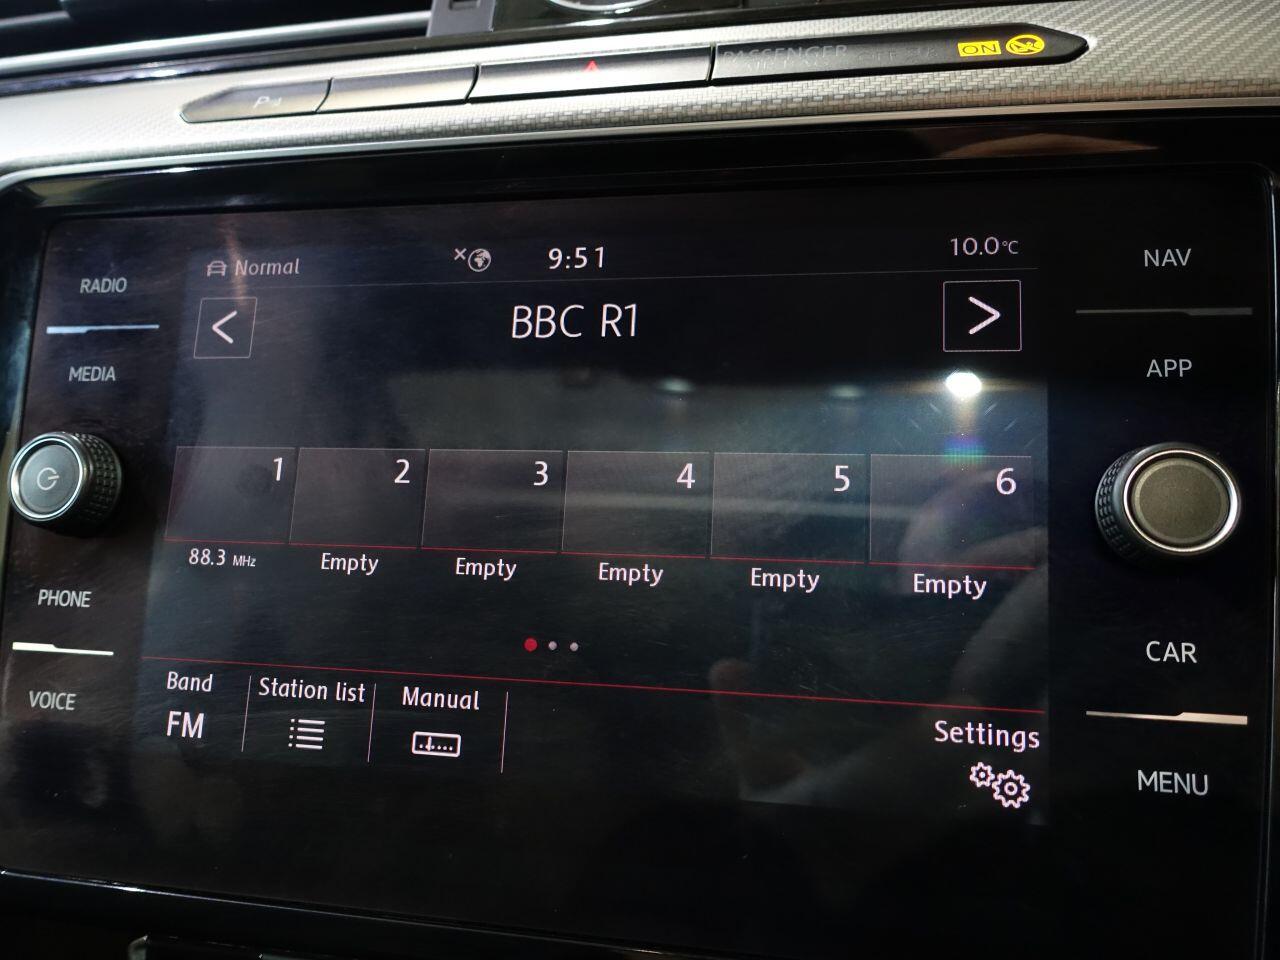 PASSENGER
ON
Normal
9:51
10.0°C
RADIO
MEDIA
PHONE
VOICE
BBC R1
NAV
APP
CAR
MENU
1 2 3 4 5 6
88.3 MHz Empty Empty Empty Empty Empty
Band Station list Manual
FM
Settings